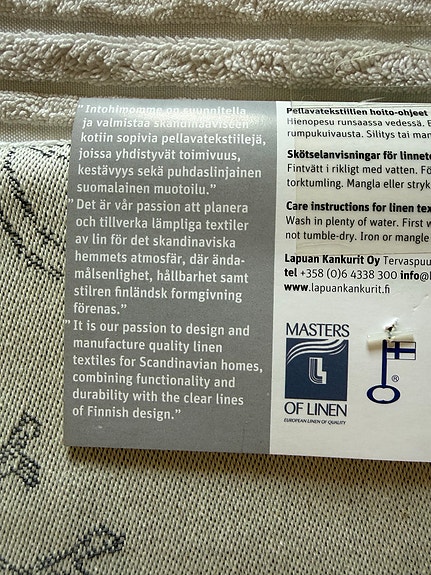 "Intohimomme on suunnitella
ja valmistaa skandinaaviseen
kotiin sopivia pellavatekstiilejä,
joissa yhdistyvät toimivuus,
kestävyys sekä puhdaslinjainen
suomalainen muotoilu."
"Det är vår passion att planera
och tillverka lämpliga textiler
av lin för det skandinaviska
hemmets atmosfär, där ända-
målsenlighet, hållbarhet samt
stilren finländsk formgivning
förenas."
"It is our passion to design and
manufacture quality linen
textiles for Scandinavian homes,
combining functionality and
durability with the clear lines
of Finnish design."
Pellavatekstiilien hoito-ohjeet
Hienopesu runsaassa vedessä.
rumpukuivausta. Silitys tai
Skötselanvisningar för
Fintvätt i rikligt med vatten.
torktumling. Mangla eller
Care instructions for linen
Wash in plenty of water. First
not tumble-dry. Iron or mangle
Lapuan Kankurit Oy
tel +358 (0)6 4338 300
www.lapuankankurit.fi
MASTERS
OF LINEN
EUROPEAN LINEN OF QUALITY
®